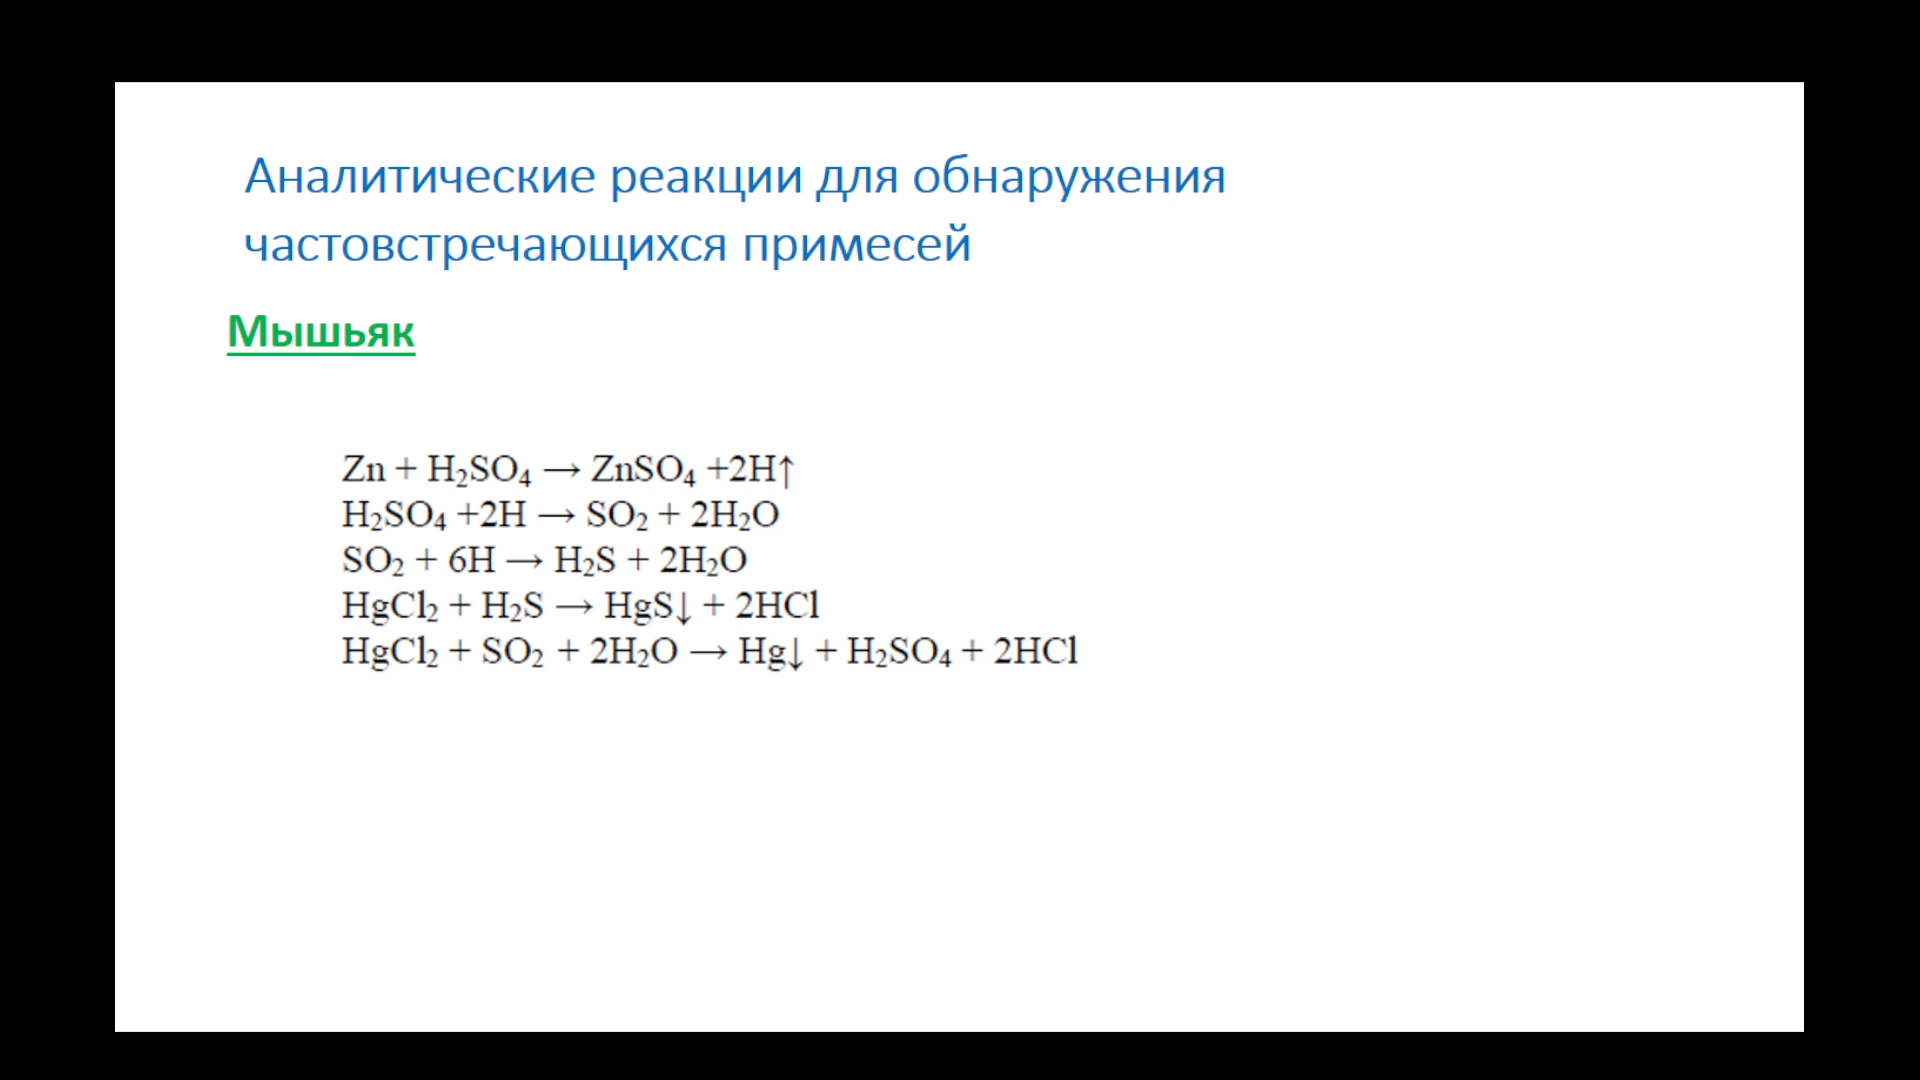 Аналитические реакции для обнаружения
частовстречающихся примесей
Мышьяк
Zn + H₂SO₄ → ZnSO₄ +2H↑
H₂SO₄ +2H → SO₂ + 2H₂O
SO₂ + 6H → H₂S + 2H₂O
HgCl₂ + H₂S → HgS↓ + 2HCl
HgCl₂ + SO₂ + 2H₂O → Hg↓ + H₂SO₄ + 2HCl